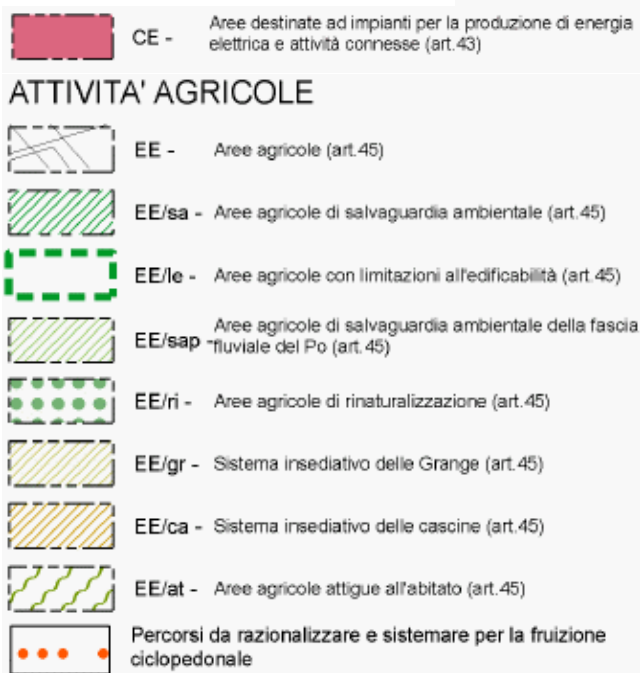 CE - Aree destinate ad impianti per la produzione di energia
elettrica e attività connesse (art.43)
ATTIVITA' AGRICOLE
EE - Aree agricole (art.45)
EE/sa - Aree agricole di salvaguardia ambientale (art.45)
EE/le - Aree agricole con limitazioni all'edificabilità (art.45)
EE/sap - Aree agricole di salvaguardia ambientale della fascia
fluviale del Po (art.45)
EE/ri - Aree agricole di rinaturalizzazione (art.45)
EE/gr - Sistema insediativo delle Grange (art.45)
EE/ca - Sistema insediativo delle cascine (art.45)
EE/at - Aree agricole attigue all'abitato (art.45)
Percorsi da razionalizzare e sistemare per la fruizione
ciclopedonale